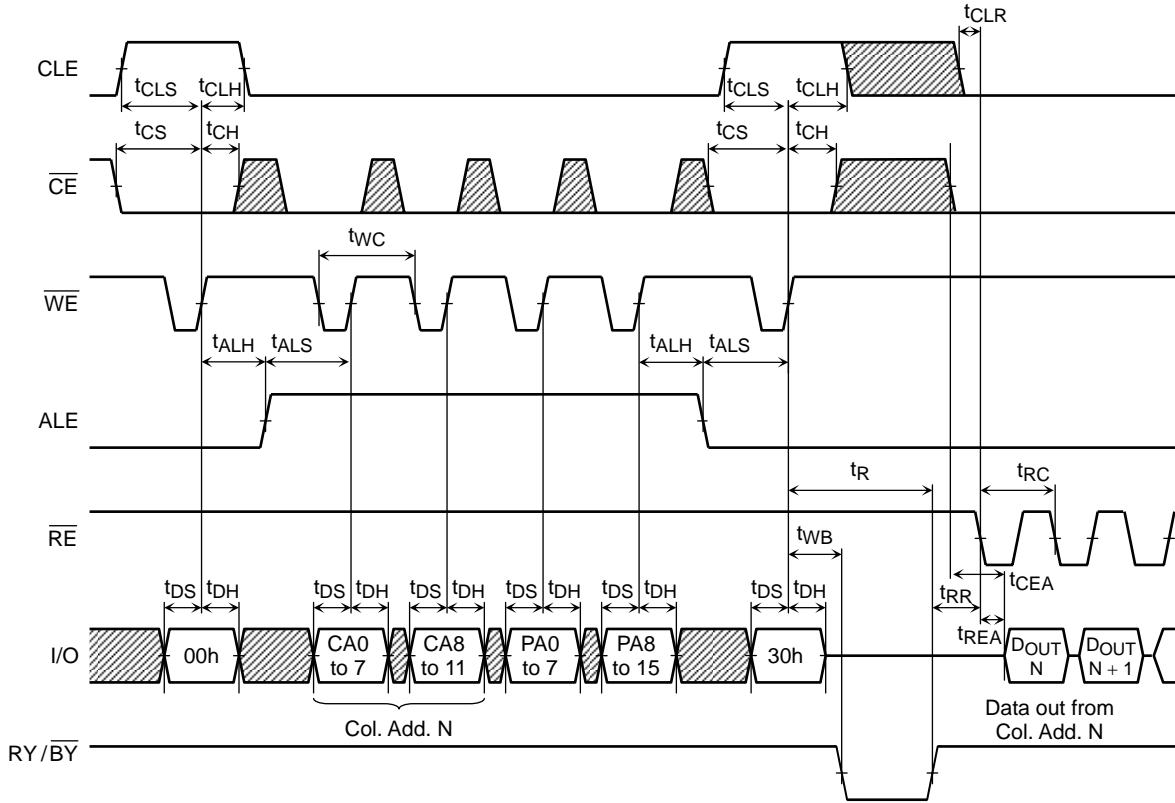 tCLR
CLE
tCLS
tCLH
tCLS
tCLH
tCS
tCH
tCS
tCH
CE
tWC
WE
tALH
tALS
tALH
tALS
ALE
tR
tRC
RE
tWB
tDS
tDH
tDS
tDH
tDS
tDH
tDS
tDH
tDS
tDH
tDS
tDH
tCEA
tRR
tREA
I/O
00h
CA0
to 7
CA8
to 11
PA0
to 7
PA8
to 15
30h
DOUT
N
DOUT
N + 1
Col. Add. N
Data out from
Col. Add. N
RY/BY